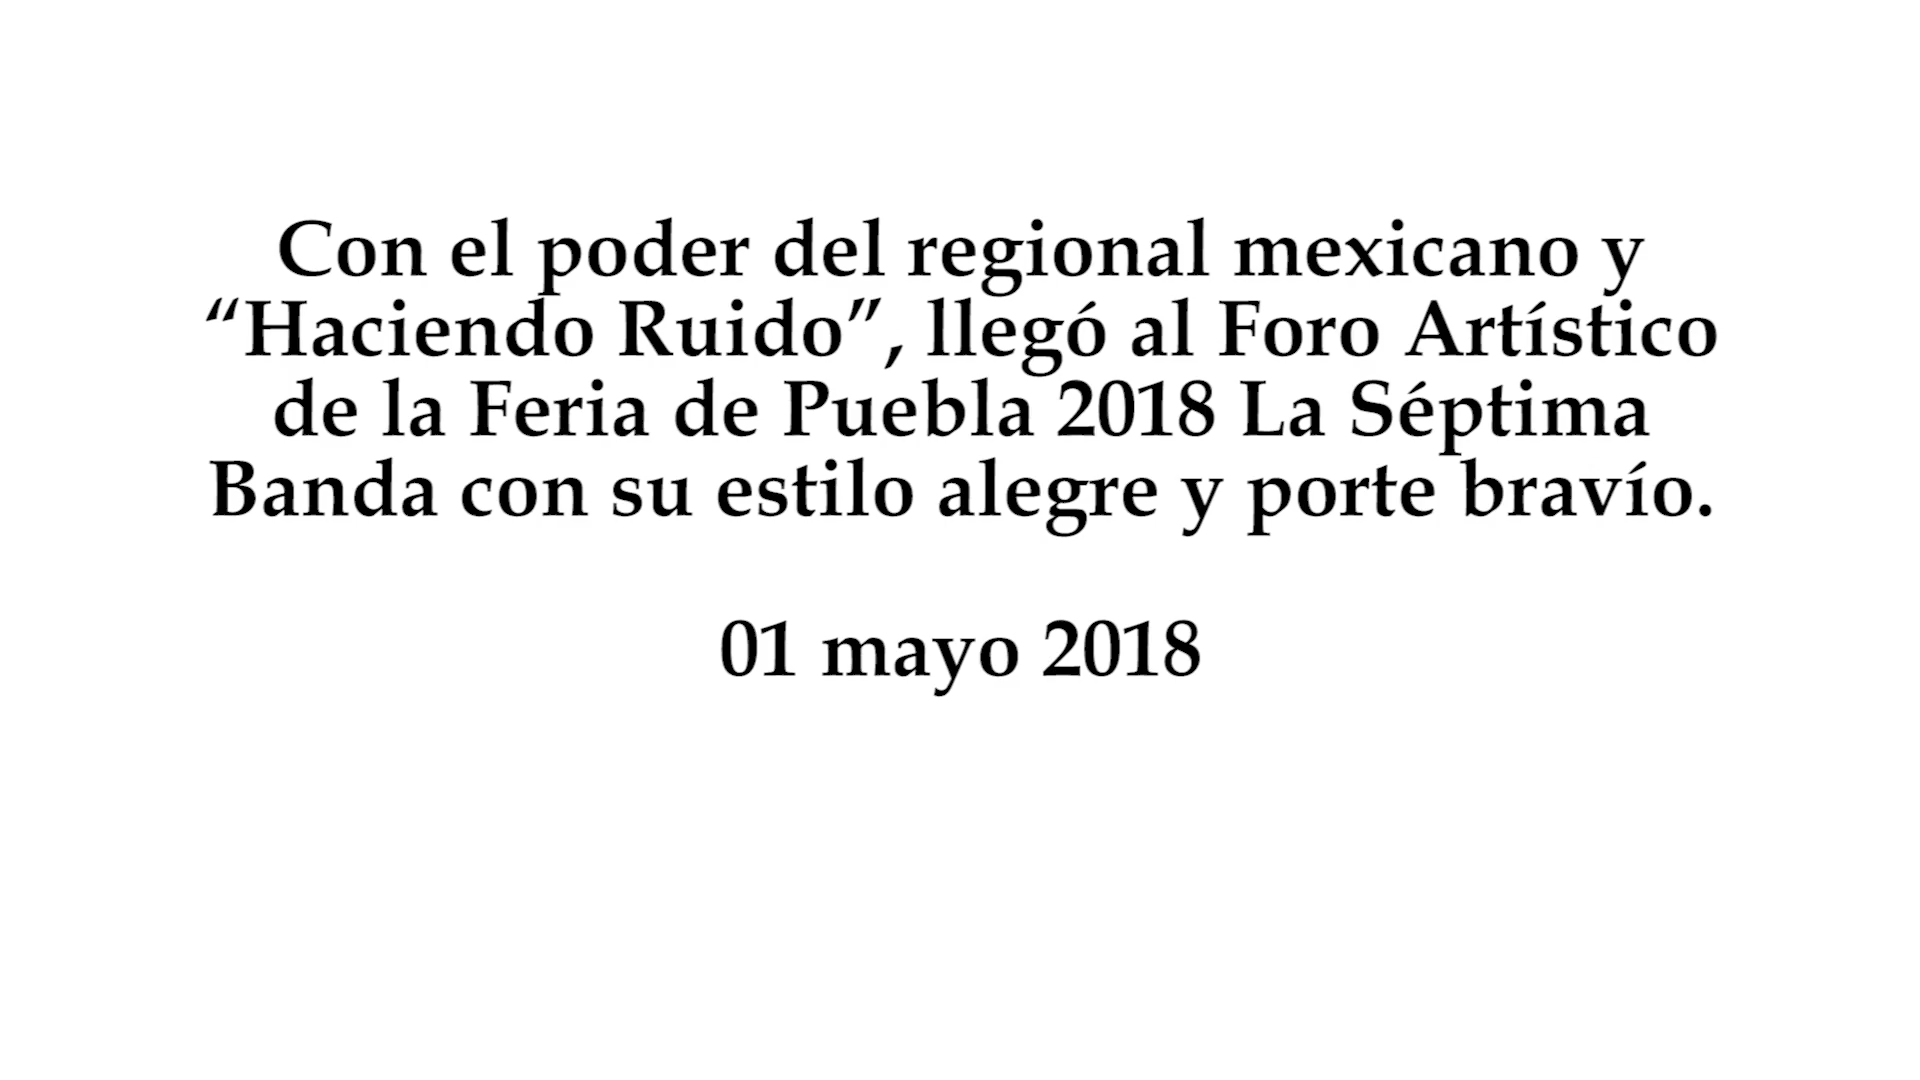 Con el poder del regional mexicano y
“Haciendo Ruido”, llegó al Foro Artístico
de la Feria de Puebla 2018 La Séptima
Banda con su estilo alegre y porte bravío.
01 mayo 2018